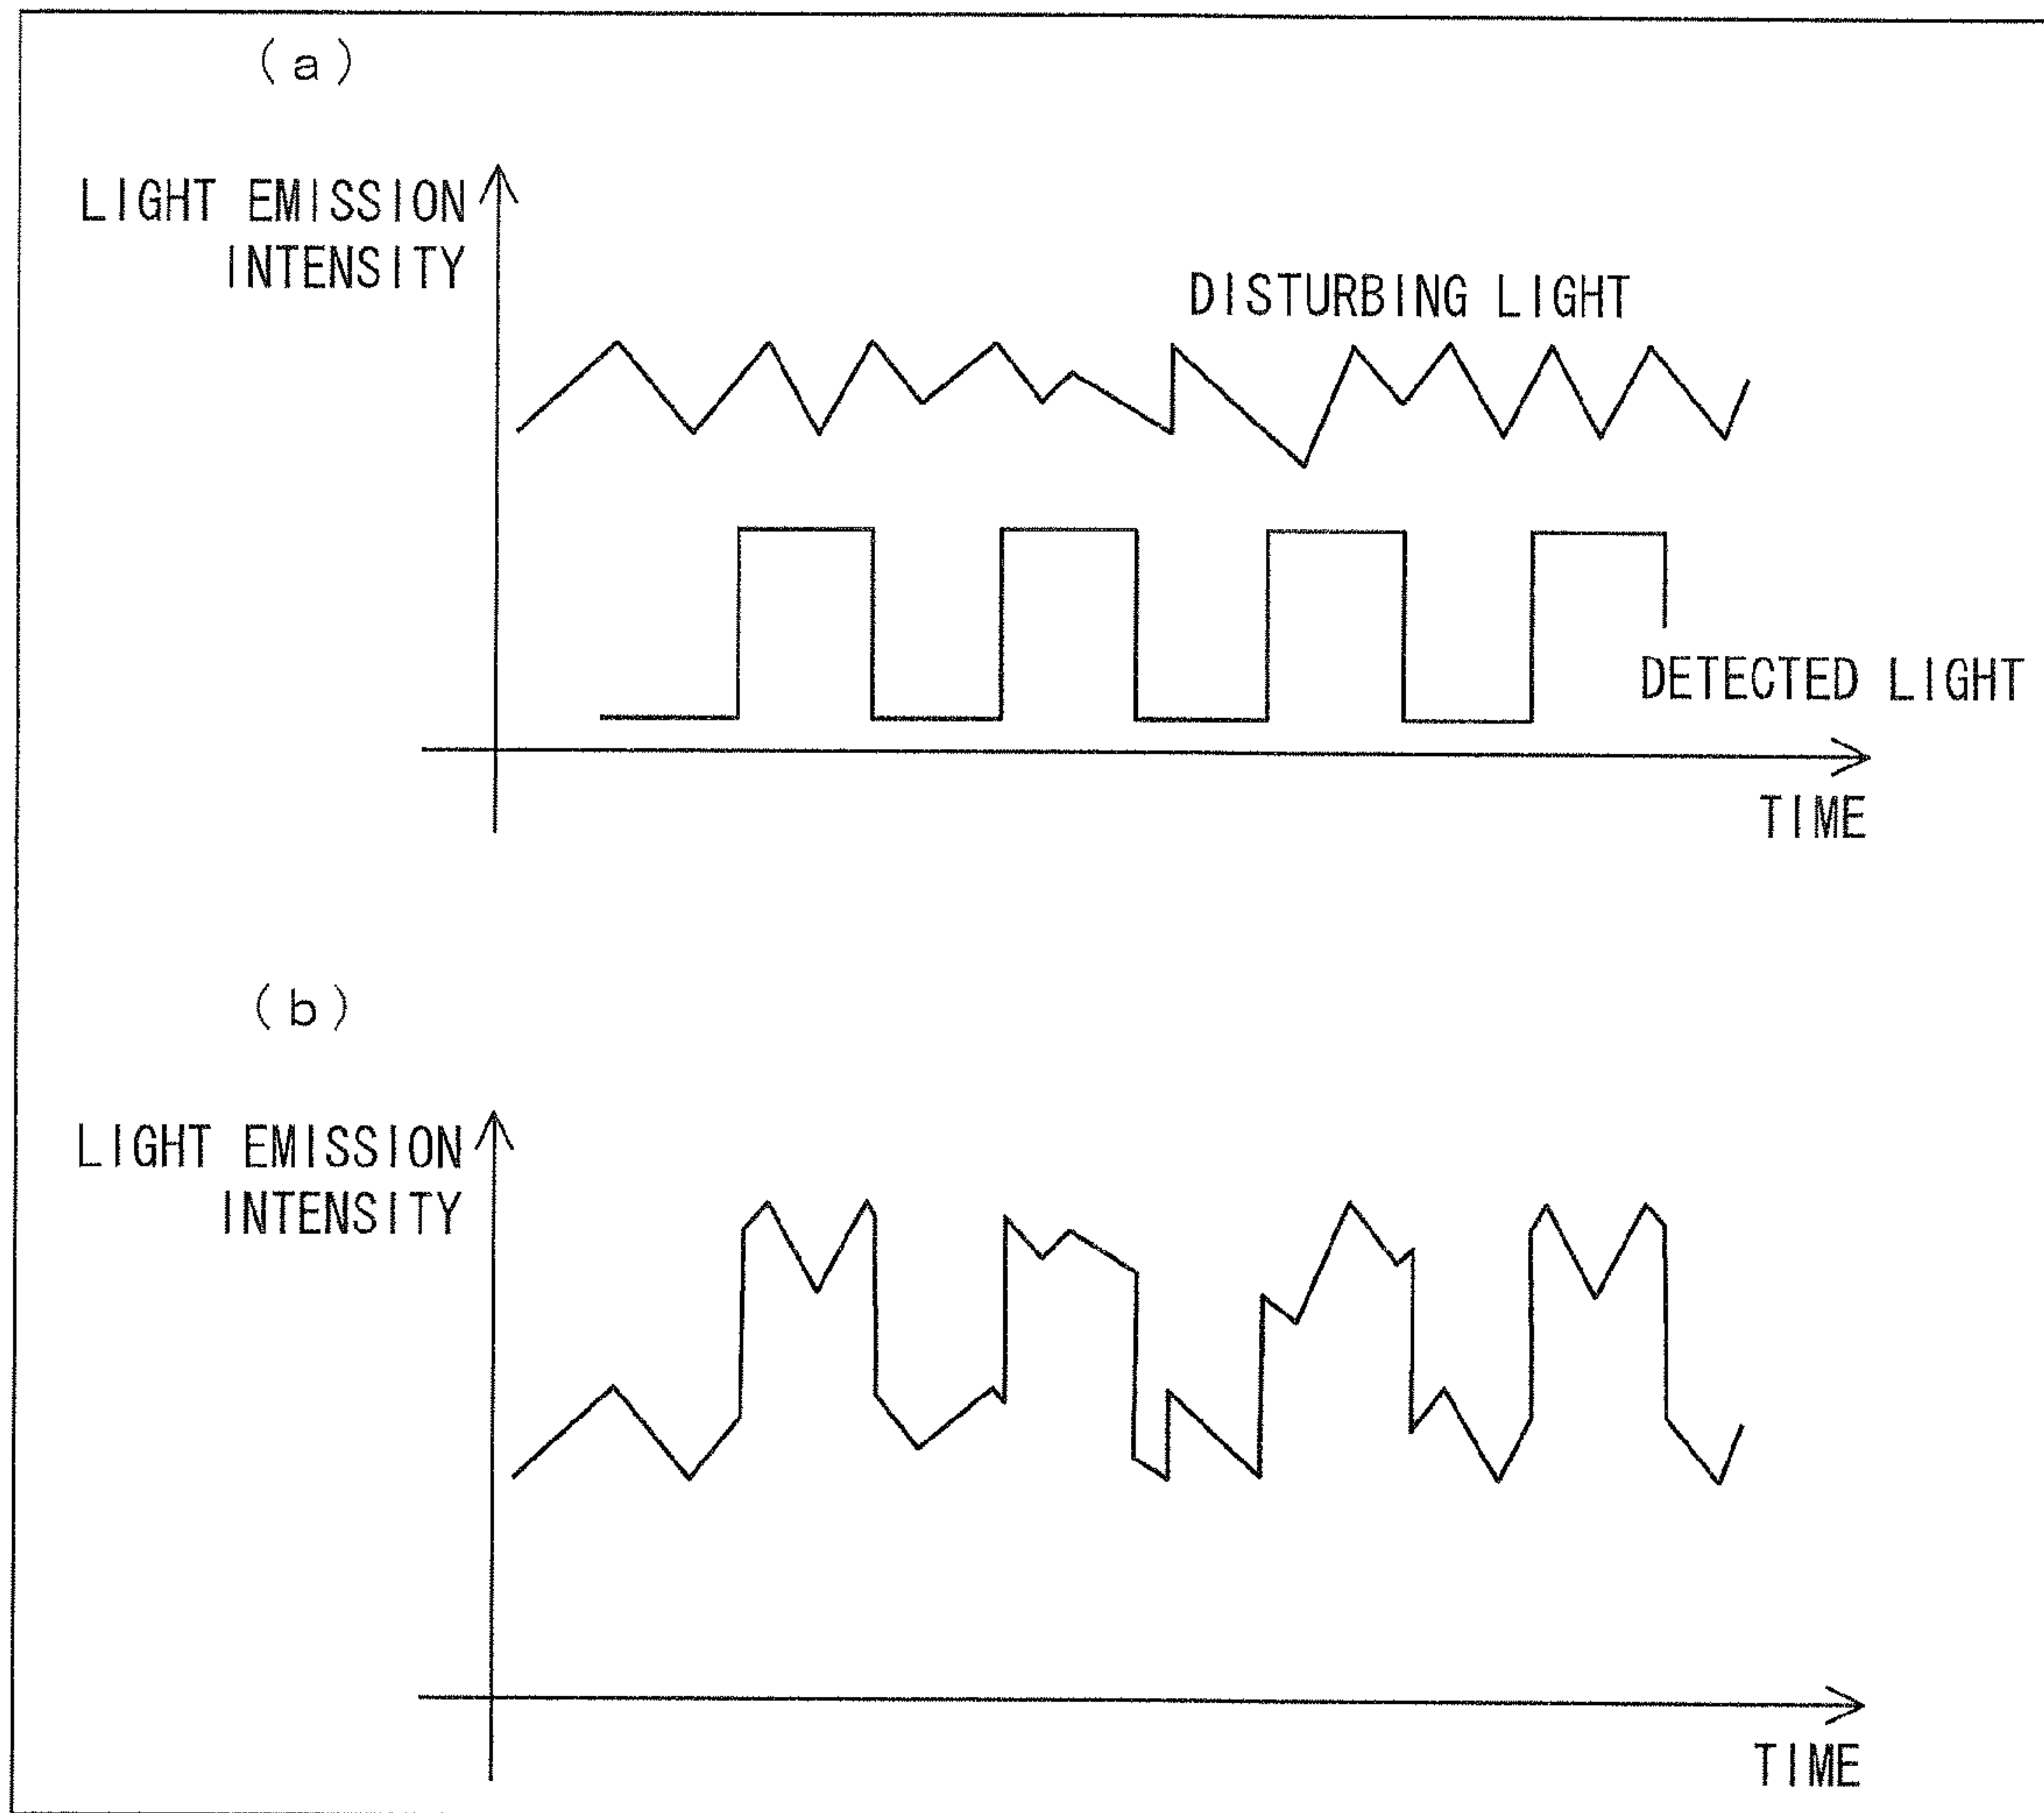 (a)
LIGHT EMISSION
INTENSITY
DISTURBING LIGHT
DETECTED LIGHT
TIME
(b)
LIGHT EMISSION
INTENSITY
TIME